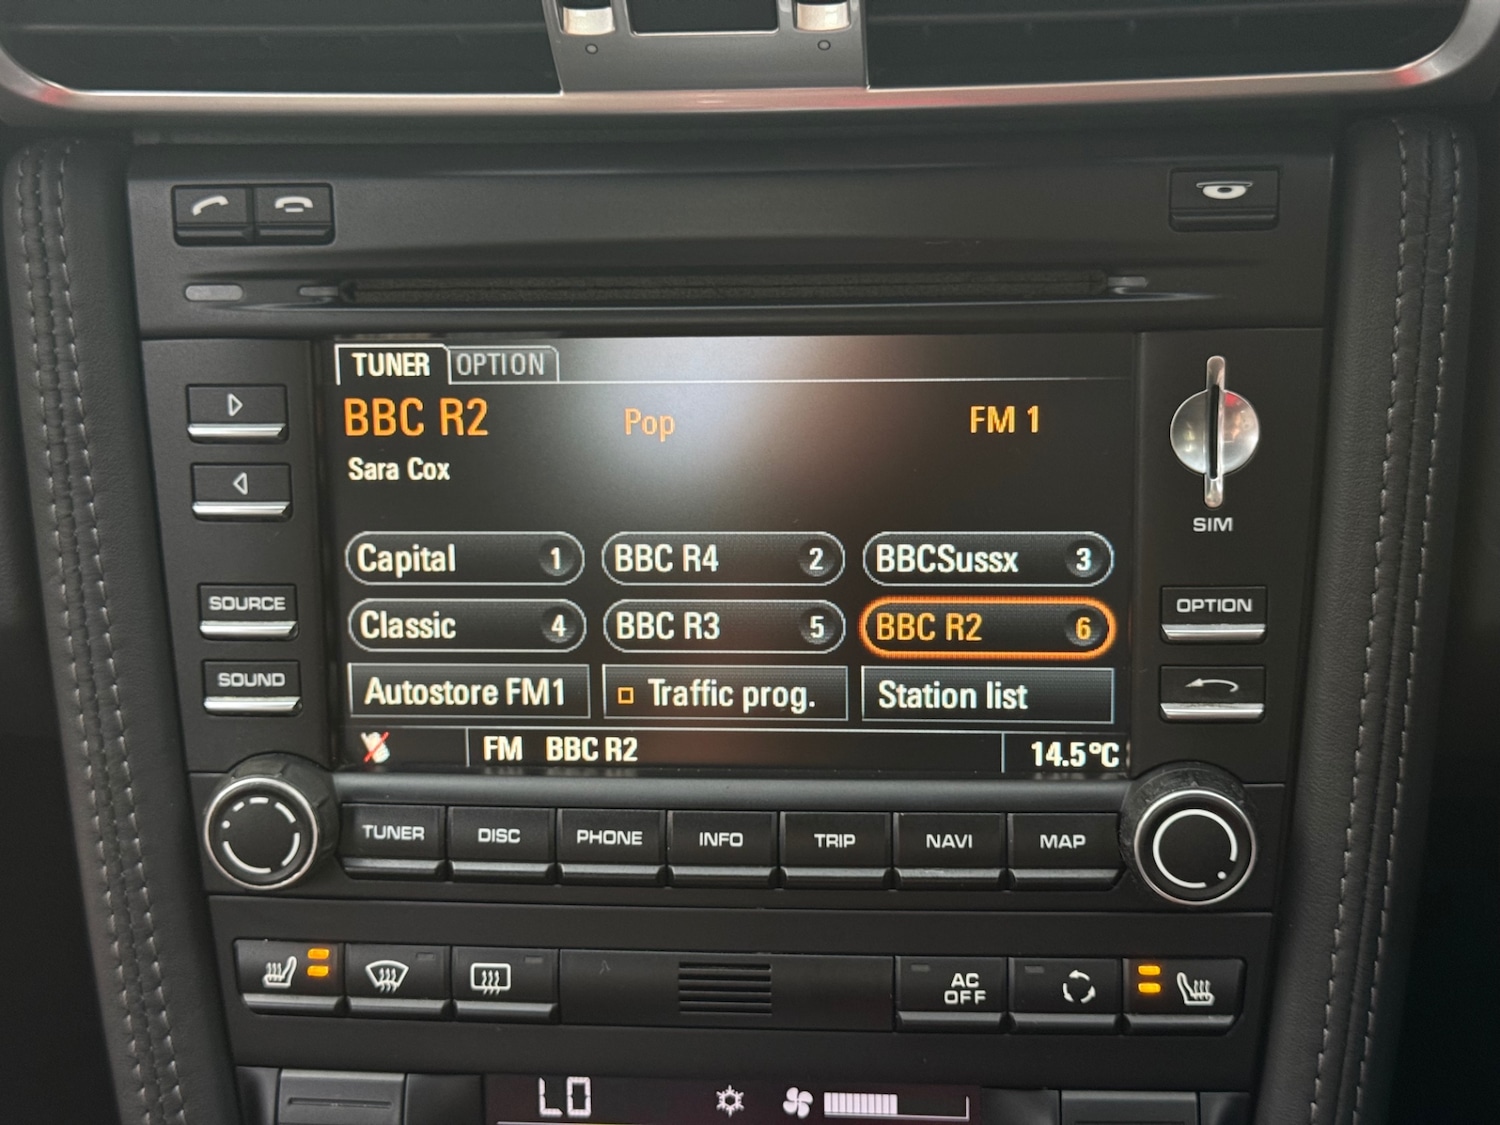 TUNER OPTION
BBC R2 Pop FM 1
Sara Cox
Capital 1 BBC R4 2 BBCSussx 3
Classic 4 BBC R3 5 BBC R2 6
Autostore FM1 Traffic prog. Station list
FM BBC R2 14.5°C
SOURCE
SOUND
SIM
OPTION
TUNER DISC PHONE INFO TRIP NAVI MAP
AC
OFF
LO